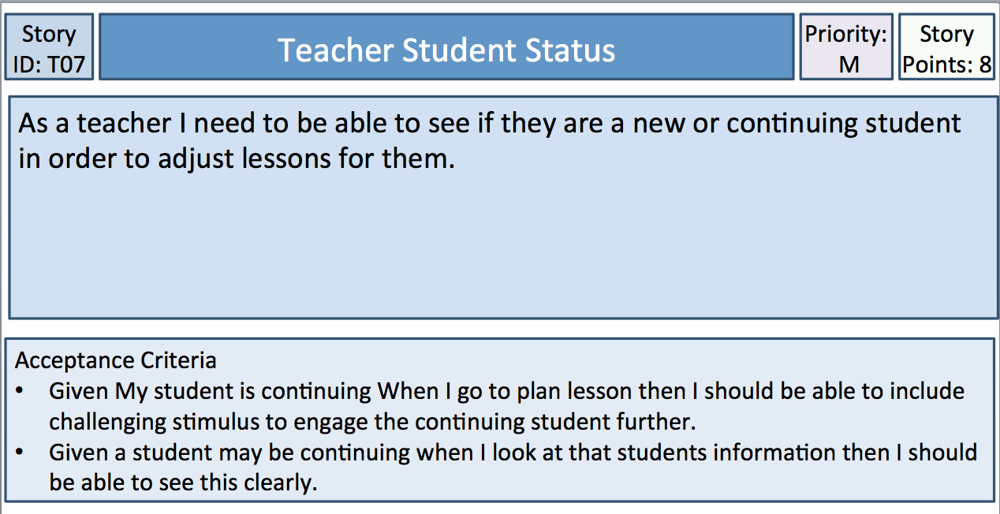 Story
ID: T07
Teacher Student Status
Priority:
M
Story
Points: 8
As a teacher I need to be able to see if they are a new or continuing student
in order to adjust lessons for them.
Acceptance Criteria
• Given My student is continuing When I go to plan lesson then I should be able to include
challenging stimulus to engage the continuing student further.
• Given a student may be continuing when I look at that students information then I should
be able to see this clearly.